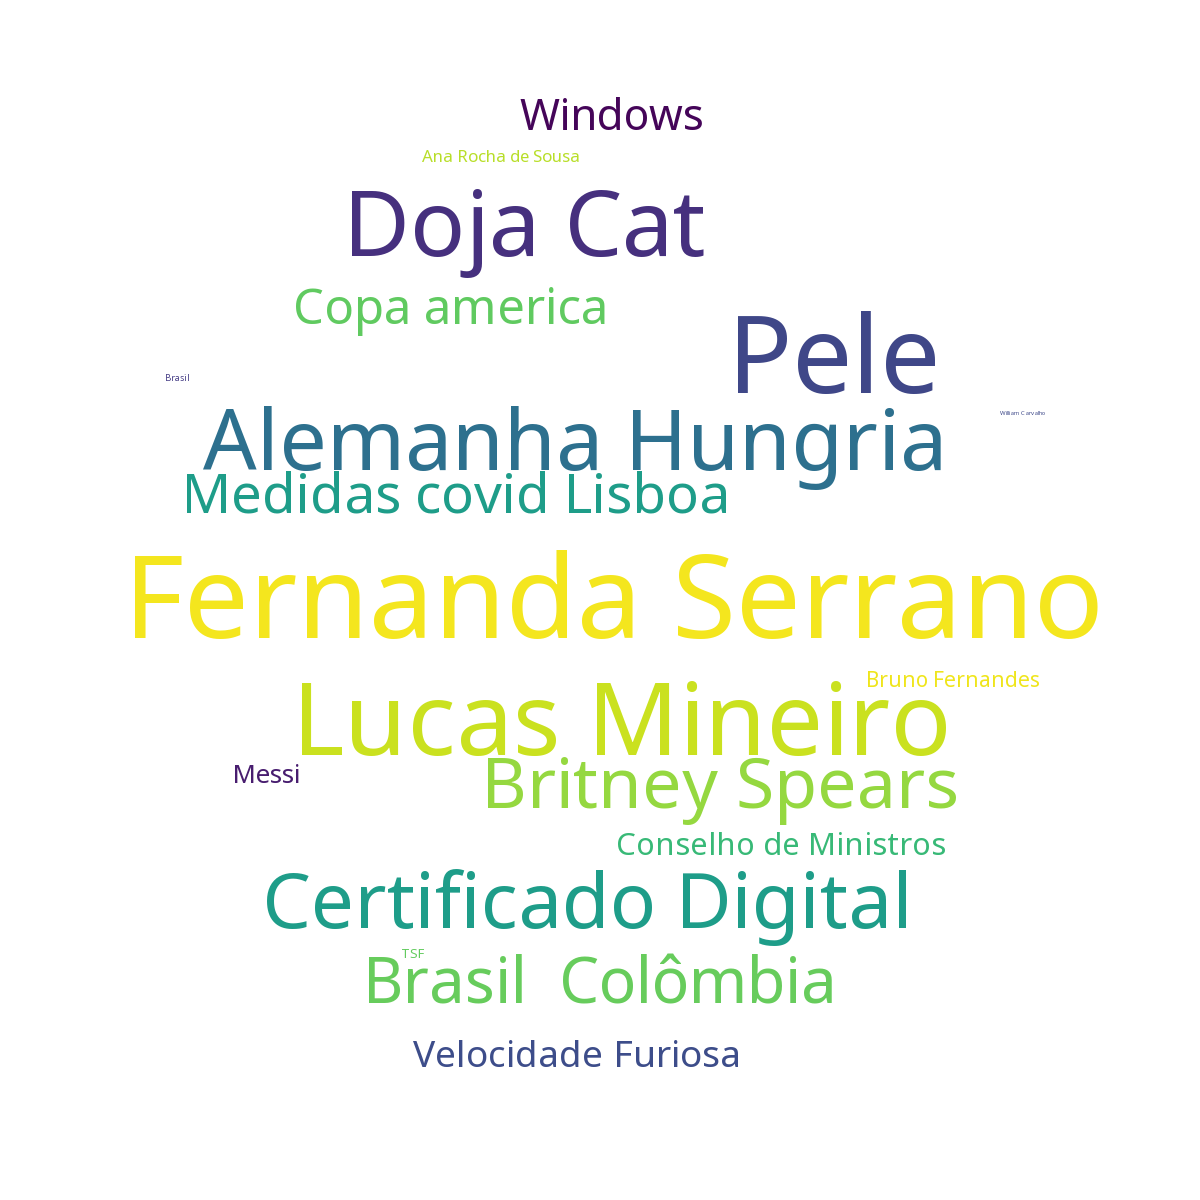 Windows
Ana Rocha de Sousa
Doja Cat
Copa america
Pele
Brasil
William Carvalho
Alemanha Hungria
Medidas covid Lisboa
Fernanda Serrano
Bruno Fernandes
Lucas Mineiro
Messi
Britney Spears
Conselho de Ministros
Certificado Digital
TSF
Brasil Colômbia
Velocidade Furiosa